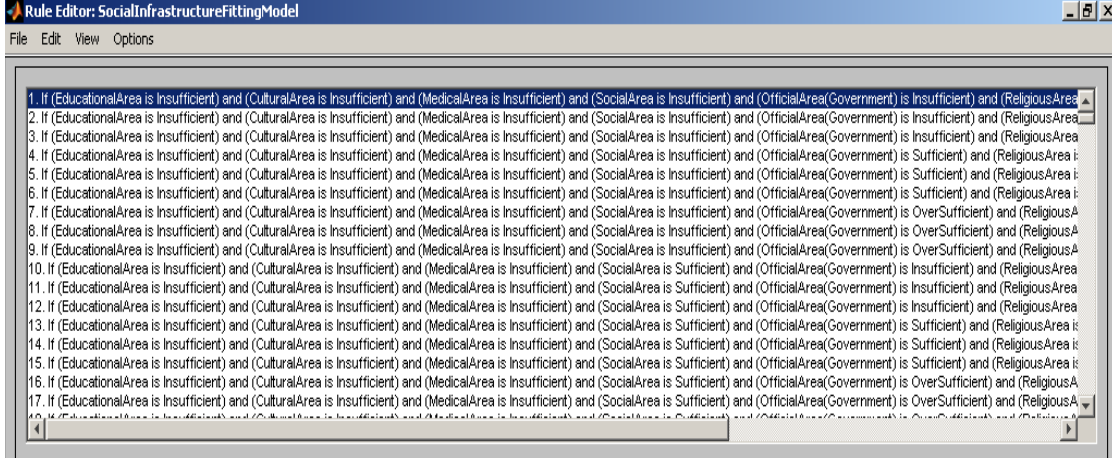 Rule Editor: SocialInfrastructureFittingModel
File Edit View Options
1. If (EducationalArea is Insufficient) and (CulturalArea is Insufficient) and (MedicalArea is Insufficient) and (SocialArea is Insufficient) and (OfficialArea(Government) is Insufficient) and (ReligiousArea
2. If (EducationalArea is Insufficient) and (CulturalArea is Insufficient) and (MedicalArea is Insufficient) and (SocialArea is Insufficient) and (OfficialArea(Government) is Insufficient) and (ReligiousArea
3. If (EducationalArea is Insufficient) and (CulturalArea is Insufficient) and (MedicalArea is Insufficient) and (SocialArea is Insufficient) and (OfficialArea(Government) is Insufficient) and (ReligiousArea
4. If (EducationalArea is Insufficient) and (CulturalArea is Insufficient) and (MedicalArea is Insufficient) and (SocialArea is Insufficient) and (OfficialArea(Government) is Sufficient) and (ReligiousArea is
5. If (EducationalArea is Insufficient) and (CulturalArea is Insufficient) and (MedicalArea is Insufficient) and (SocialArea is Insufficient) and (OfficialArea(Government) is Sufficient) and (ReligiousArea is
6. If (EducationalArea is Insufficient) and (CulturalArea is Insufficient) and (MedicalArea is Insufficient) and (SocialArea is Insufficient) and (OfficialArea(Government) is Sufficient) and (ReligiousArea is
7. If (EducationalArea is Insufficient) and (CulturalArea is Insufficient) and (MedicalArea is Insufficient) and (SocialArea is Insufficient) and (OfficialArea(Government) is OverSufficient) and (ReligiousA
8. If (EducationalArea is Insufficient) and (CulturalArea is Insufficient) and (MedicalArea is Insufficient) and (SocialArea is Insufficient) and (OfficialArea(Government) is OverSufficient) and (ReligiousA
9. If (EducationalArea is Insufficient) and (CulturalArea is Insufficient) and (MedicalArea is Insufficient) and (SocialArea is Insufficient) and (OfficialArea(Government) is OverSufficient) and (ReligiousA
10. If (EducationalArea is Insufficient) and (CulturalArea is Insufficient) and (MedicalArea is Insufficient) and (SocialArea is Sufficient) and (OfficialArea(Government) is Insufficient) and (ReligiousArea
11. If (EducationalArea is Insufficient) and (CulturalArea is Insufficient) and (MedicalArea is Insufficient) and (SocialArea is Sufficient) and (OfficialArea(Government) is Insufficient) and (ReligiousArea
12. If (EducationalArea is Insufficient) and (CulturalArea is Insufficient) and (MedicalArea is Insufficient) and (SocialArea is Sufficient) and (OfficialArea(Government) is Insufficient) and (ReligiousArea
13. If (EducationalArea is Insufficient) and (CulturalArea is Insufficient) and (MedicalArea is Insufficient) and (SocialArea is Sufficient) and (OfficialArea(Government) is Sufficient) and (ReligiousArea is
14. If (EducationalArea is Insufficient) and (CulturalArea is Insufficient) and (MedicalArea is Insufficient) and (SocialArea is Sufficient) and (OfficialArea(Government) is Sufficient) and (ReligiousArea is
15. If (EducationalArea is Insufficient) and (CulturalArea is Insufficient) and (MedicalArea is Insufficient) and (SocialArea is Sufficient) and (OfficialArea(Government) is Sufficient) and (ReligiousArea is
16. If (EducationalArea is Insufficient) and (CulturalArea is Insufficient) and (MedicalArea is Insufficient) and (SocialArea is Sufficient) and (OfficialArea(Government) is OverSufficient) and (ReligiousA
17. If (EducationalArea is Insufficient) and (CulturalArea is Insufficient) and (MedicalArea is Insufficient) and (SocialArea is Sufficient) and (OfficialArea(Government) is OverSufficient) and (ReligiousA